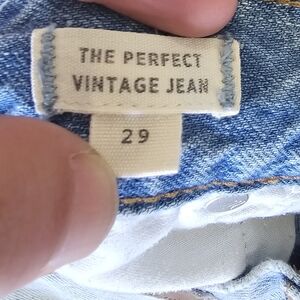 THE PERFECT
VINTAGE JEAN
29